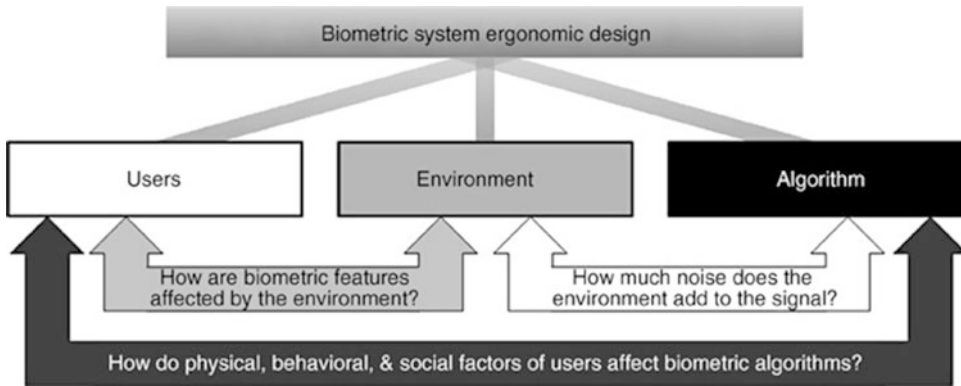 Biometric system ergonomic design
Users
Environment
Algorithm
How are biometric features
affected by the environment?
How much noise does the
environment add to the signal?
How do physical, behavioral, & social factors of users affect biometric algorithms?